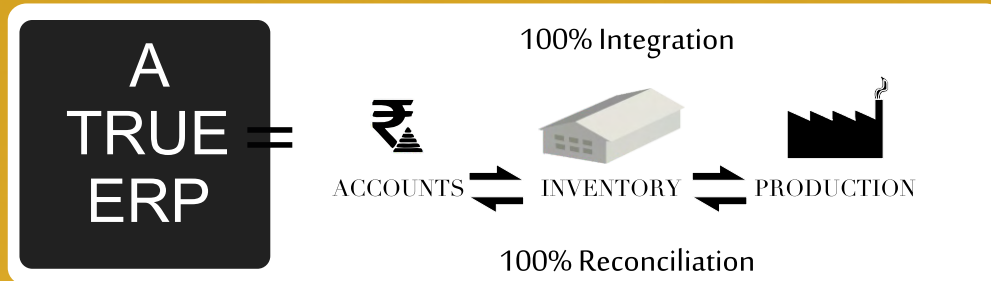 A
TRUE
ERP
=
100% Integration
₹
ACCOUNTS
INVENTORY
PRODUCTION
100% Reconciliation